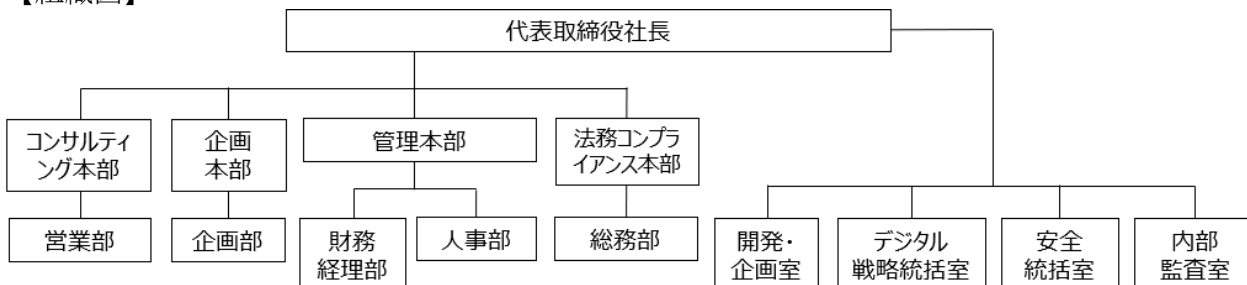 【組織図】
代表取締役社長
コンサルティ
ング本部
企画
本部
管理本部
法務コンプラ
イアンス本部
営業部
企画部
財務
経理部
人事部
総務部
開発・
企画室
デジタル
戦略統括室
安全
統括室
内部
監査室